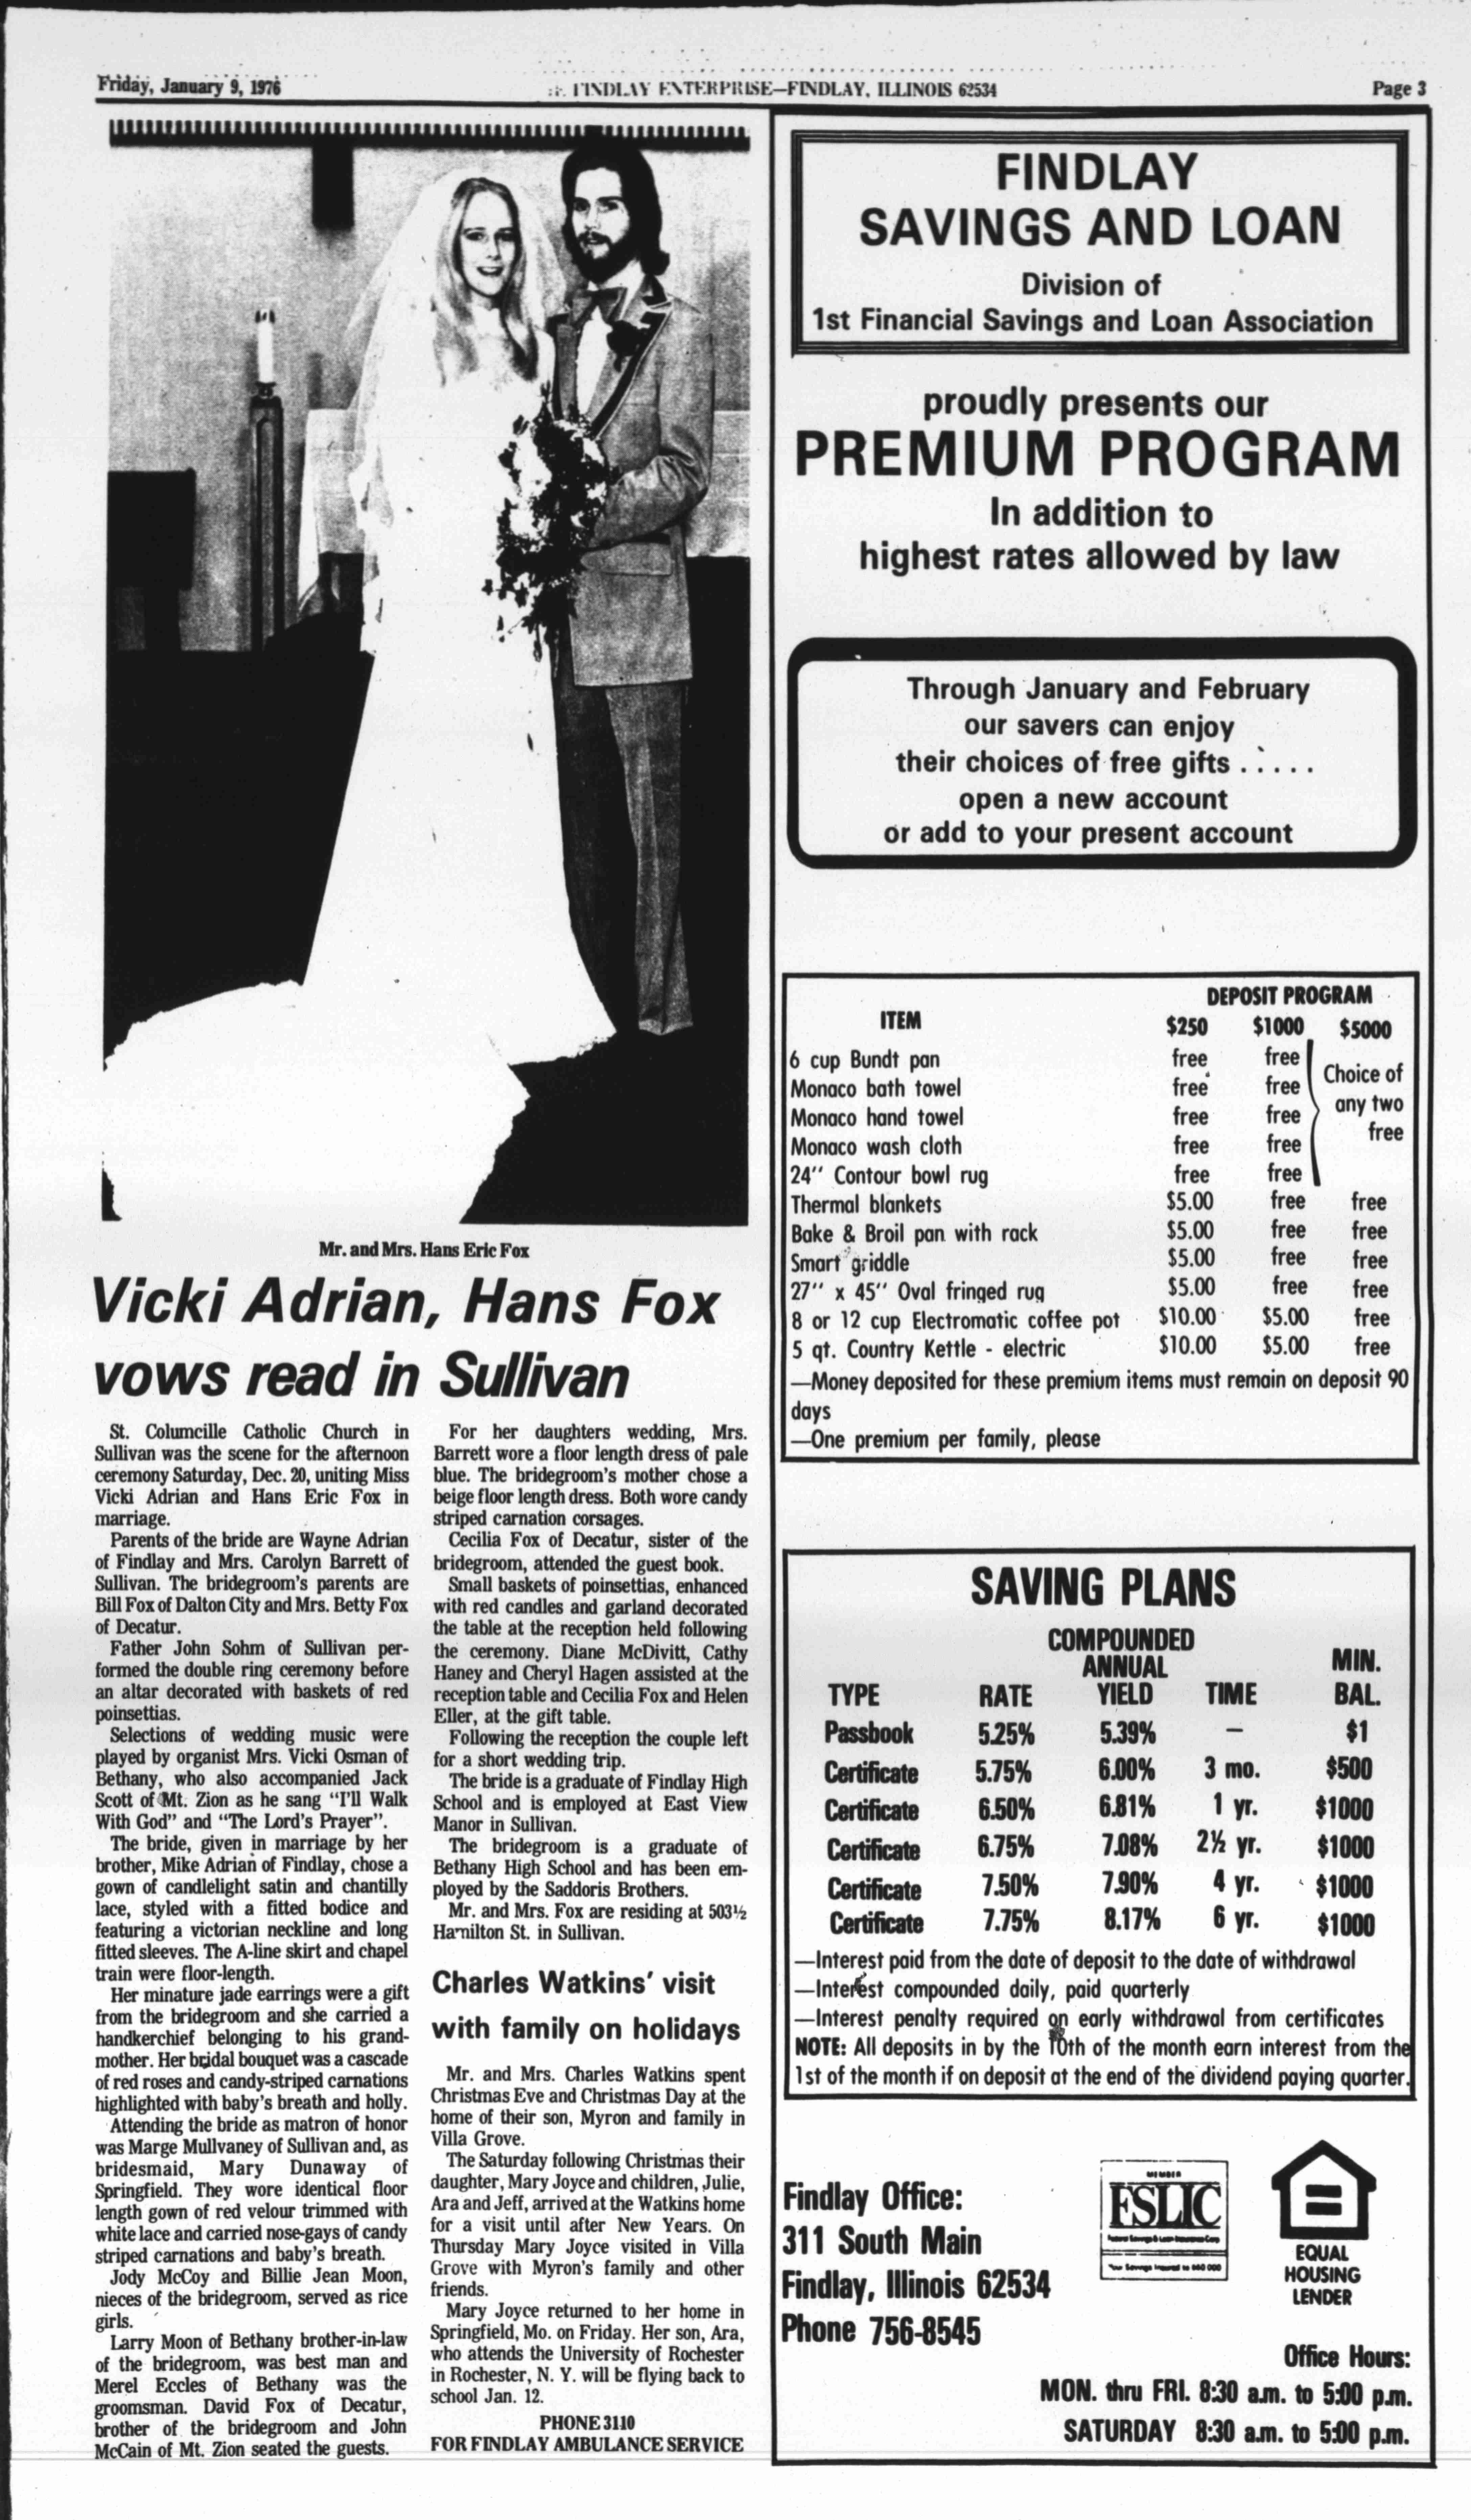 Friday, January 9, 1976
FINDLAY ENTERPRISE—FINDLAY, ILLINOIS 62534
Page 3
Mr. and Mrs. Hans Eric Fox
Vicki Adrian, Hans Fox
vows read in Sullivan
St. Columcille Catholic Church in
Sullivan was the scene for the afternoon
ceremony Saturday, Dec. 20, uniting Miss
Vicki Adrian and Hans Eric Fox in
marriage.
Parents of the bride are Wayne Adrian
of Findlay and Mrs. Carolyn Barrett of
Sullivan. The bridegroom's parents are
Bill Fox of Dalton City and Mrs. Betty Fox
of Decatur.
Father John Sohm of Sullivan per-
formed the double ring ceremony before
an altar decorated with baskets of red
poinsettias.
Selections of wedding music were
played by organist Mrs. Vicki Osman of
Bethany, who also accompanied Jack
Scott of Mt. Zion as he sang "I'll Walk
With God" and "The Lord's Prayer".
The bride, given in marriage by her
brother, Mike Adrian of Findlay, chose a
gown of candlelight satin and chantilly
lace, styled with a fitted bodice and
featuring a victorian neckline and long
fitted sleeves. The A-line skirt and chapel
train were floor-length.
Her minature jade earrings were a gift
from the bridegroom and she carried a
handkerchief belonging to his grand-
mother. Her bridal bouquet was a cascade
of red roses and candy-striped carnations
highlighted with baby's breath and holly.
Attending the bride as matron of honor
was Marge Mullvaney of Sullivan and, as
bridesmaid, Mary Dunaway of
Springfield. They wore identical floor
length gown of red velour trimmed with
white lace and carried nose-gays of candy
striped carnations and baby's breath.
Jody McCoy and Billie Jean Moon,
nieces of the bridegroom, served as rice
girls.
Larry Moon of Bethany brother-in-law
of the bridegroom, was best man and
Merel Eccles of Bethany was the
groomsman. David Fox of Decatur,
brother of the bridegroom and John
McCain of Mt. Zion seated the guests.
For her daughters wedding, Mrs.
Barrett wore a floor length dress of pale
blue. The bridegroom's mother chose a
beige floor length dress. Both wore candy
striped carnation corsages.
Cecilia Fox of Decatur, sister of the
bridegroom, attended the guest book.
Small baskets of poinsettias, enhanced
with red candles and garland decorated
the table at the reception held following
the ceremony. Diane McDivitt, Cathy
Haney and Cheryl Hagen assisted at the
reception table and Cecilia Fox and Helen
Eller, at the gift table.
Following the reception the couple left
for a short wedding trip.
The bride is a graduate of Findlay High
School and is employed at East View
Manor in Sullivan.
The bridegroom is a graduate of
Bethany High School and has been em-
ployed by the Saddoris Brothers.
Mr. and Mrs. Fox are residing at 503½
Hamilton St. in Sullivan.
Charles Watkins' visit
with family on holidays
Mr. and Mrs. Charles Watkins spent
Christmas Eve and Christmas Day at the
home of their son, Myron and family in
Villa Grove.
The Saturday following Christmas their
daughter, Mary Joyce and children, Julie,
Ara and Jeff, arrived at the Watkins home
for a visit until after New Years. On
Thursday Mary Joyce visited in Villa
Grove with Myron's family and other
friends.
Mary Joyce returned to her home in
Springfield, Mo. on Friday. Her son, Ara,
who attends the University of Rochester
in Rochester, N. Y. will be flying back to
school Jan. 12.
PHONE 3110
FOR FINDLAY AMBULANCE SERVICE
FINDLAY
SAVINGS AND LOAN
Division of
1st Financial Savings and Loan Association
proudly presents our
PREMIUM PROGRAM
In addition to
highest rates allowed by law
Through January and February
our savers can enjoy
their choices of free gifts . . . . .
open a new account
or add to your present account
DEPOSIT PROGRAM
ITEM $250 $1000 $5000
6 cup Bundt pan free free
Monaco bath towel free free Choice of
Monaco hand towel free free any two
Monaco wash cloth free free free
24" Contour bowl rug free free
Thermal blankets $5.00 free free
Bake & Broil pan with rack $5.00 free free
Smart griddle $5.00 free free
27" x 45" Oval fringed rug $5.00 free free
8 or 12 cup Electromatic coffee pot $10.00 $5.00 free
5 qt. Country Kettle - electric $10.00 $5.00 free
—Money deposited for these premium items must remain on deposit 90
days
—One premium per family, please
SAVING PLANS
COMPOUNDED
ANNUAL MIN.
TYPE RATE YIELD TIME BAL.
Passbook 5.25% 5.39% — $1
Certificate 5.75% 6.00% 3 mo. $500
Certificate 6.50% 6.81% 1 yr. $1000
Certificate 6.75% 7.08% 2½ yr. $1000
Certificate 7.50% 7.90% 4 yr. $1000
Certificate 7.75% 8.17% 6 yr. $1000
—Interest paid from the date of deposit to the date of withdrawal
—Interest compounded daily, paid quarterly
—Interest penalty required on early withdrawal from certificates
NOTE: All deposits in by the 10th of the month earn interest from the
1st of the month if on deposit at the end of the dividend paying quarter.
Findlay Office:
311 South Main
Findlay, Illinois 62534
Phone 756-8545
MEMBER
FSLIC
Federal Savings & Loan Insurance Corp
EQUAL
HOUSING
LENDER
Office Hours:
MON. thru FRI. 8:30 a.m. to 5:00 p.m.
SATURDAY 8:30 a.m. to 5:00 p.m.